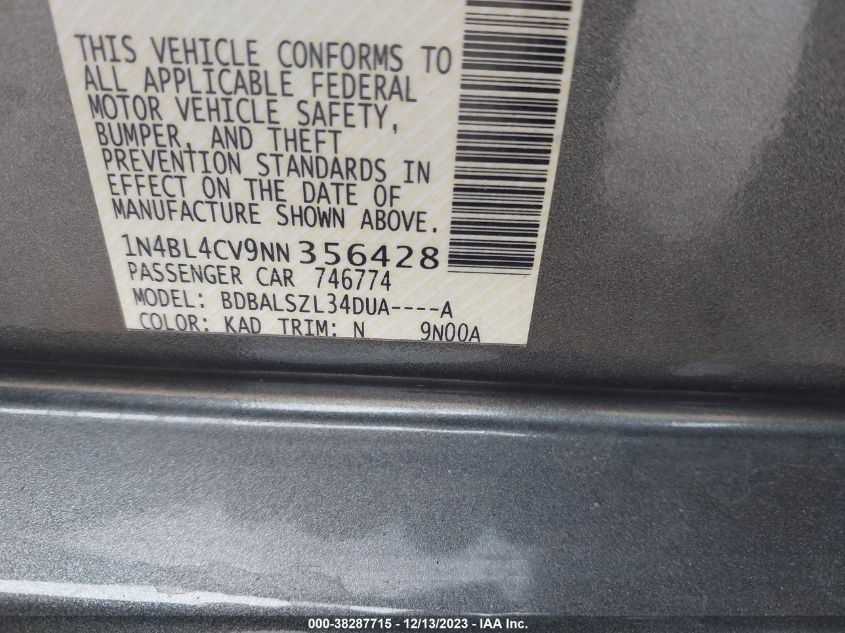 THIS VEHICLE CONFORMS TO
ALL APPLICABLE FEDERAL
MOTOR VEHICLE SAFETY,
BUMPER, AND THEFT
PREVENTION STANDARDS IN
EFFECT ON THE DATE OF
MANUFACTURE SHOWN ABOVE.
1N4BL4CV9NN356428
PASSENGER CAR 746774
MODEL: BDBALSZL34DUA----A
COLOR: KAD TRIM: N 9N00A
000-38287715 - 12/13/2023 - IAA Inc.